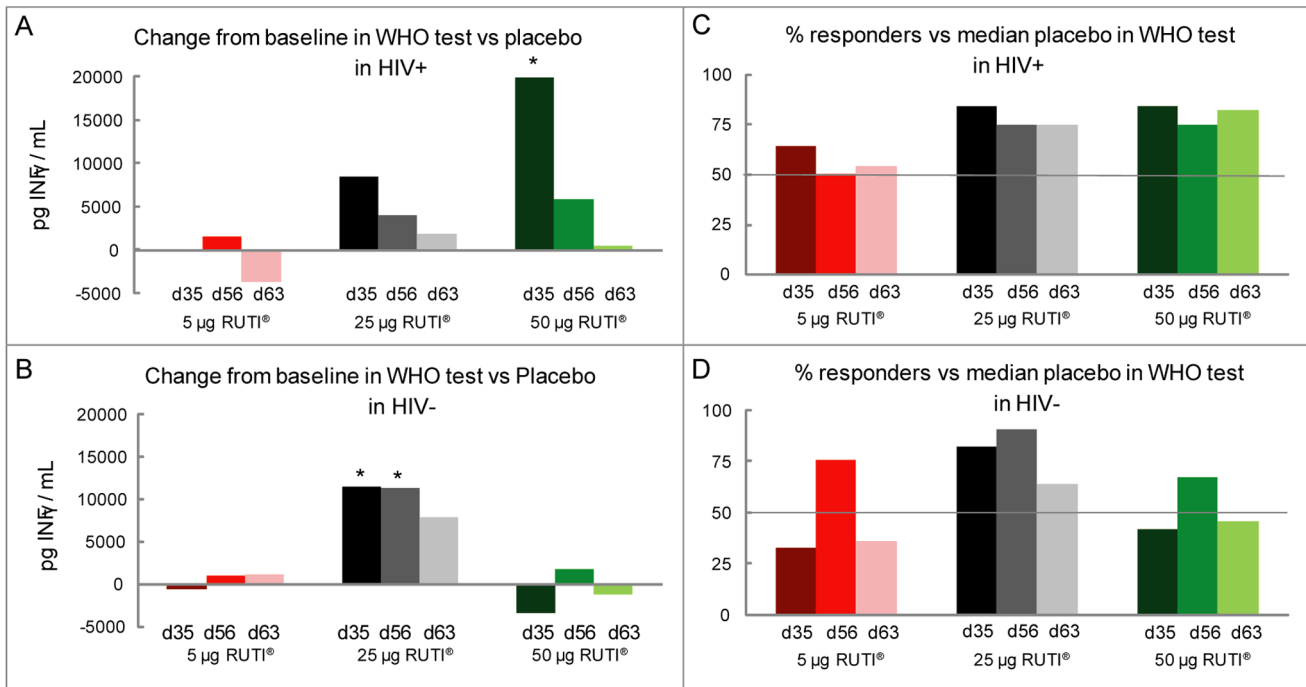 A
Change from baseline in WHO test vs placebo
in HIV+
pg INFγ / mL
20000
15000
10000
5000
0
-5000
*
d35 d56 d63 d35 d56 d63 d35 d56 d63
5 µg RUTI® 25 µg RUTI® 50 µg RUTI®
C
% responders vs median placebo in WHO test
in HIV+
100
75
50
25
0
d35 d56 d63 d35 d56 d63 d35 d56 d63
5 µg RUTI® 25 µg RUTI® 50 µg RUTI®
B
Change from baseline in WHO test vs Placebo
in HIV-
pg INFγ / mL
20000
15000
10000
5000
0
-5000
* *
d35 d56 d63 d35 d56 d63 d35 d56 d63
5 µg RUTI® 25 µg RUTI® 50 µg RUTI®
D
% responders vs median placebo in WHO test
in HIV-
100
75
50
25
0
d35 d56 d63 d35 d56 d63 d35 d56 d63
5 µg RUTI® 25 µg RUTI® 50 µg RUTI®